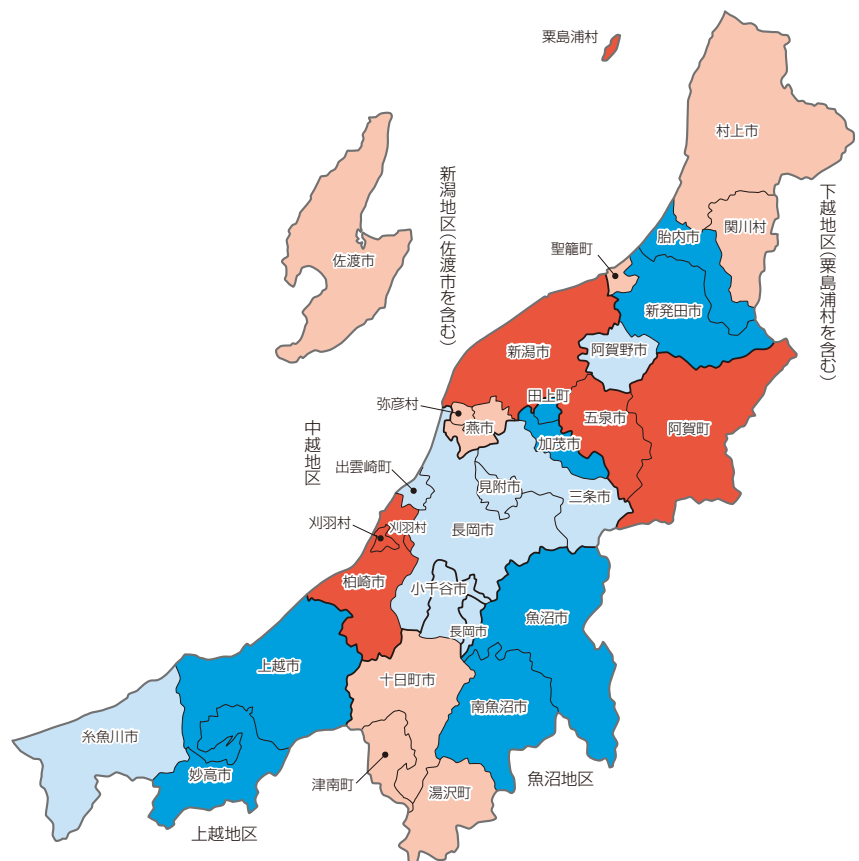 粟島浦村
村上市
新潟地区(佐渡市を含む)
下越地区(粟島浦村を含む)
関川村
胎内市
聖籠町
佐渡市
新発田市
新潟市
阿賀野市
田上町
弥彦村
五泉市
阿賀町
燕市
中越地区
加茂市
出雲崎町
見附市
三条市
刈羽村
刈羽村
長岡市
柏崎市
小千谷市
魚沼市
長岡市
上越市
十日町市
南魚沼市
糸魚川市
妙高市
津南町
魚沼地区
湯沢町
上越地区